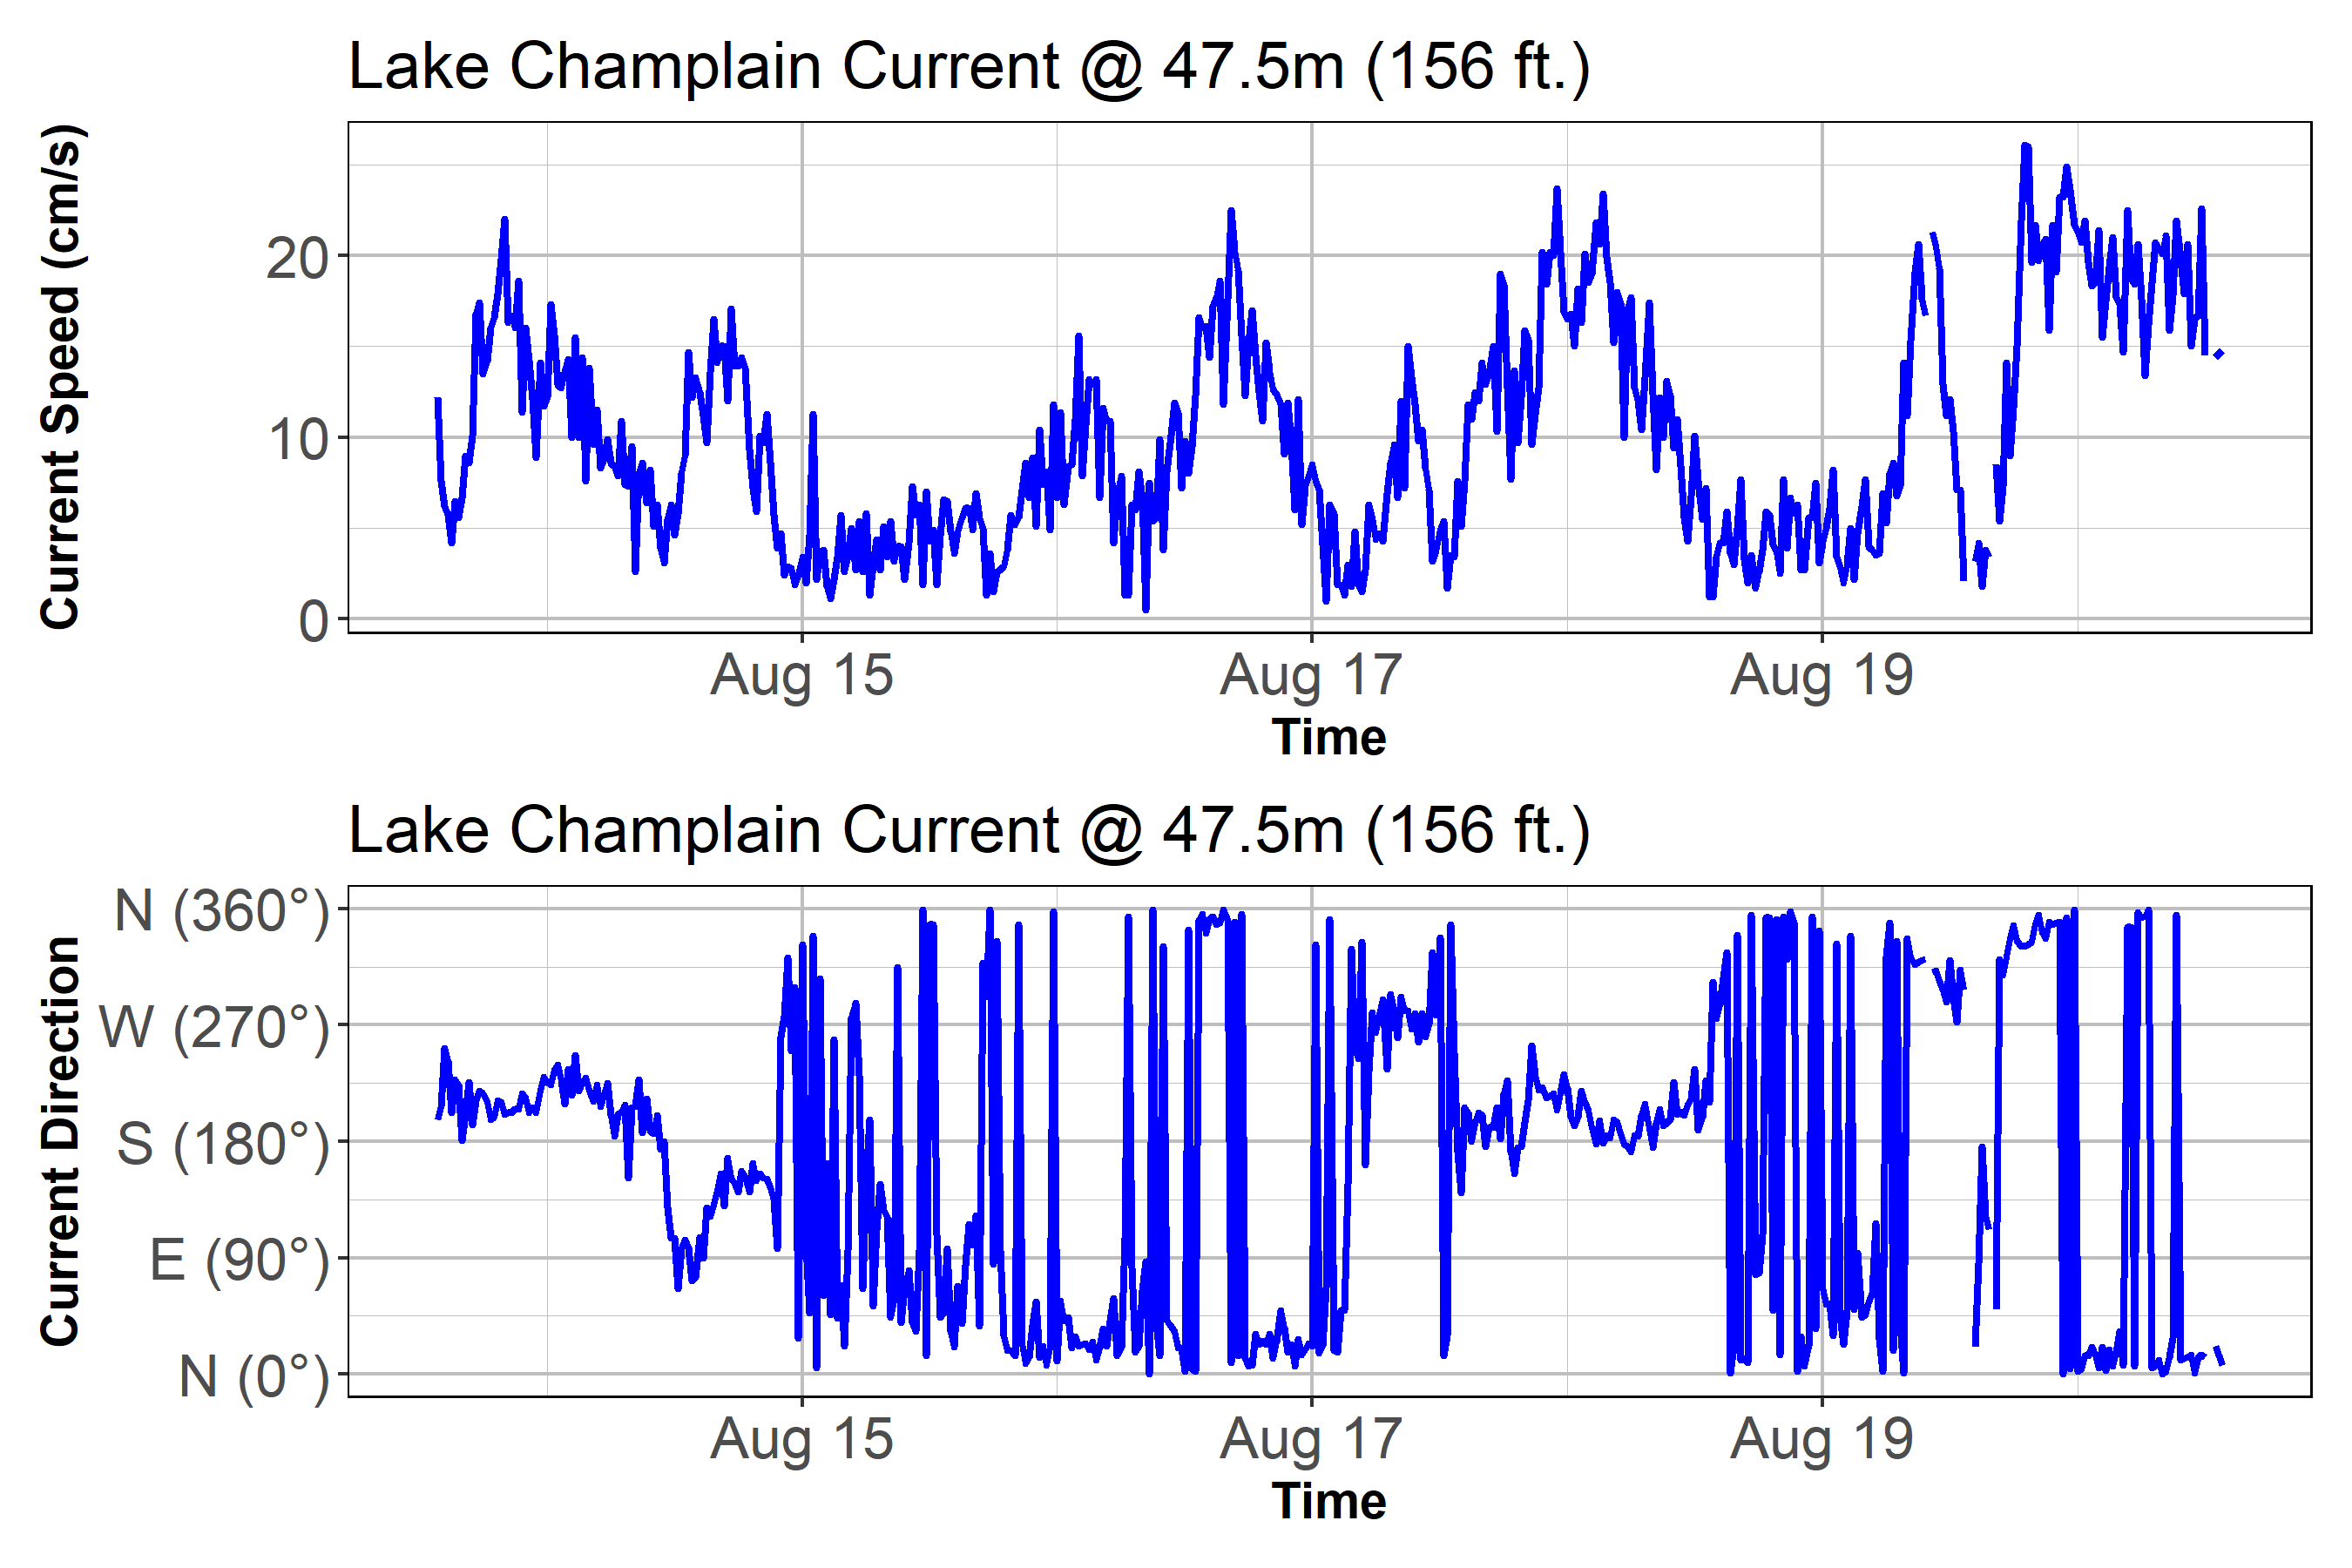 Lake Champlain Current @ 47.5m (156 ft.)
Current Speed (cm/s)
20
10
0
Aug 15 Aug 17 Aug 19
Time
Lake Champlain Current @ 47.5m (156 ft.)
Current Direction
N (360°)
W (270°)
S (180°)
E (90°)
N (0°)
Aug 15 Aug 17 Aug 19
Time